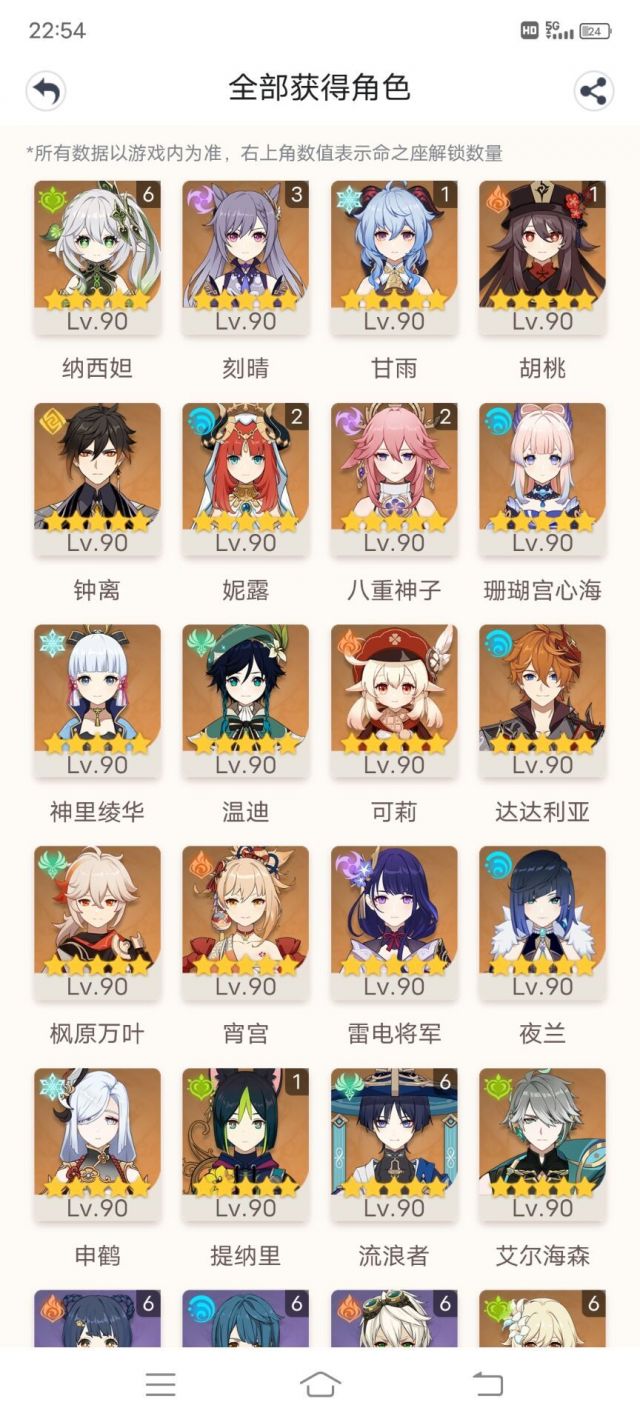 22:54 HD 5G 24
全部获得角色
*所有数据以游戏内为准，右上角数值表示命之座解锁数量
6 3 1 1
Lv.90 Lv.90 Lv.90 Lv.90
纳西妲 刻晴 甘雨 胡桃
2 2
Lv.90 Lv.90 Lv.90 Lv.90
钟离 妮露 八重神子 珊瑚宫心海
Lv.90 Lv.90 Lv.90 Lv.90
神里绫华 温迪 可莉 达达利亚
Lv.90 Lv.90 Lv.90 Lv.90
枫原万叶 宵宫 雷电将军 夜兰
1 6
Lv.90 Lv.90 Lv.90 Lv.90
申鹤 提纳里 流浪者 艾尔海森
6 6 6 6